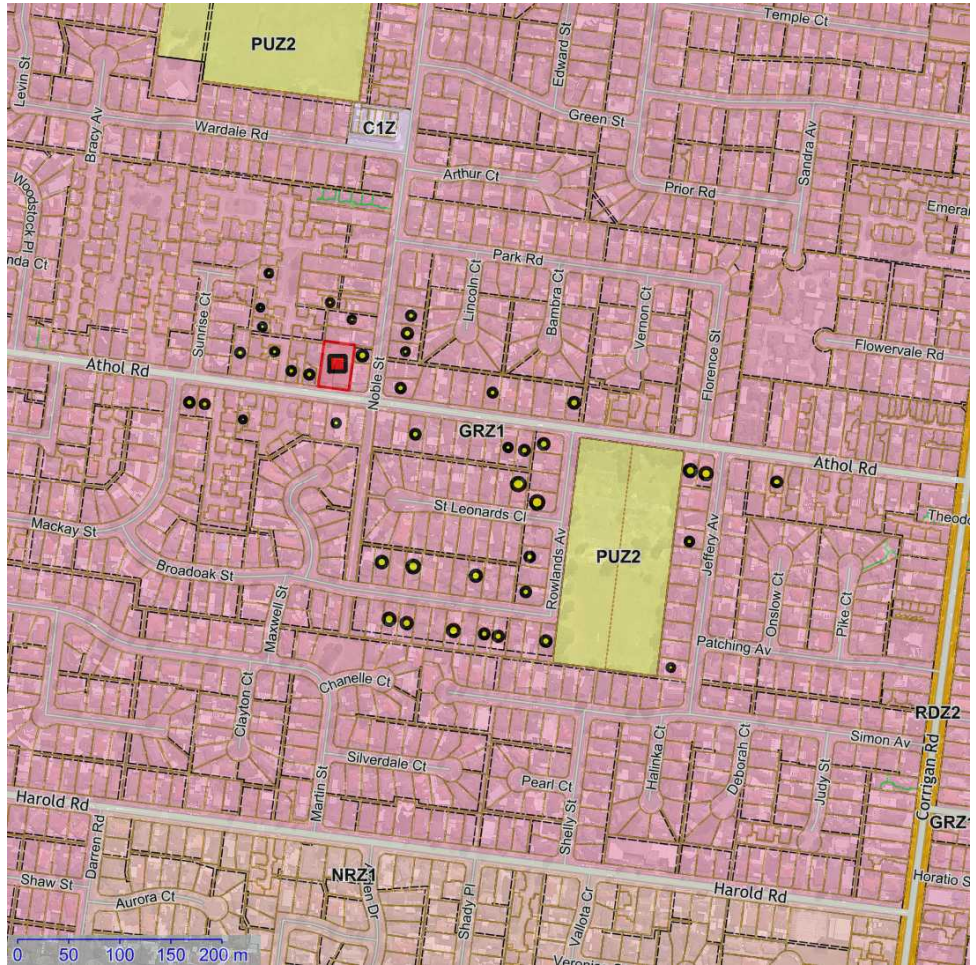 Temple Ct
PUZ2
Levin St
Bracy Av
Edward St
Wardale Rd
C1Z
Green St
Sandra Av
Arthur Ct
Prior Rd
Woodstock Pl
Emera
nda Ct
Park Rd
Lincoln Ct
Bambra Ct
Vernon Ct
Sunrise Ct
Florence St
Flowervale Rd
Athol Rd
Noble St
GRZ1
Athol Rd
St Leonards Cl
Mackay St
Theodo
Rowlands Av
PUZ2
Jeffery Av
Broadoak St
Onslow Ct
Pike Ct
Maxwell St
Patching Av
Chanelle Ct
Clayton Ct
RDZ2
Simon Av
Silverdale Ct
Halinka Ct
Deborah Ct
Judy St
Corrigan Rd
Pearl Ct
Martin St
Shelly St
Harold Rd
GRZ
Darren Rd
NRZ1
Harold Rd
Horatio S
Shaw St
en Dr
Shady Pl
Vallota Cr
Aurora Ct
0 50 100 150 200 m
Veroni